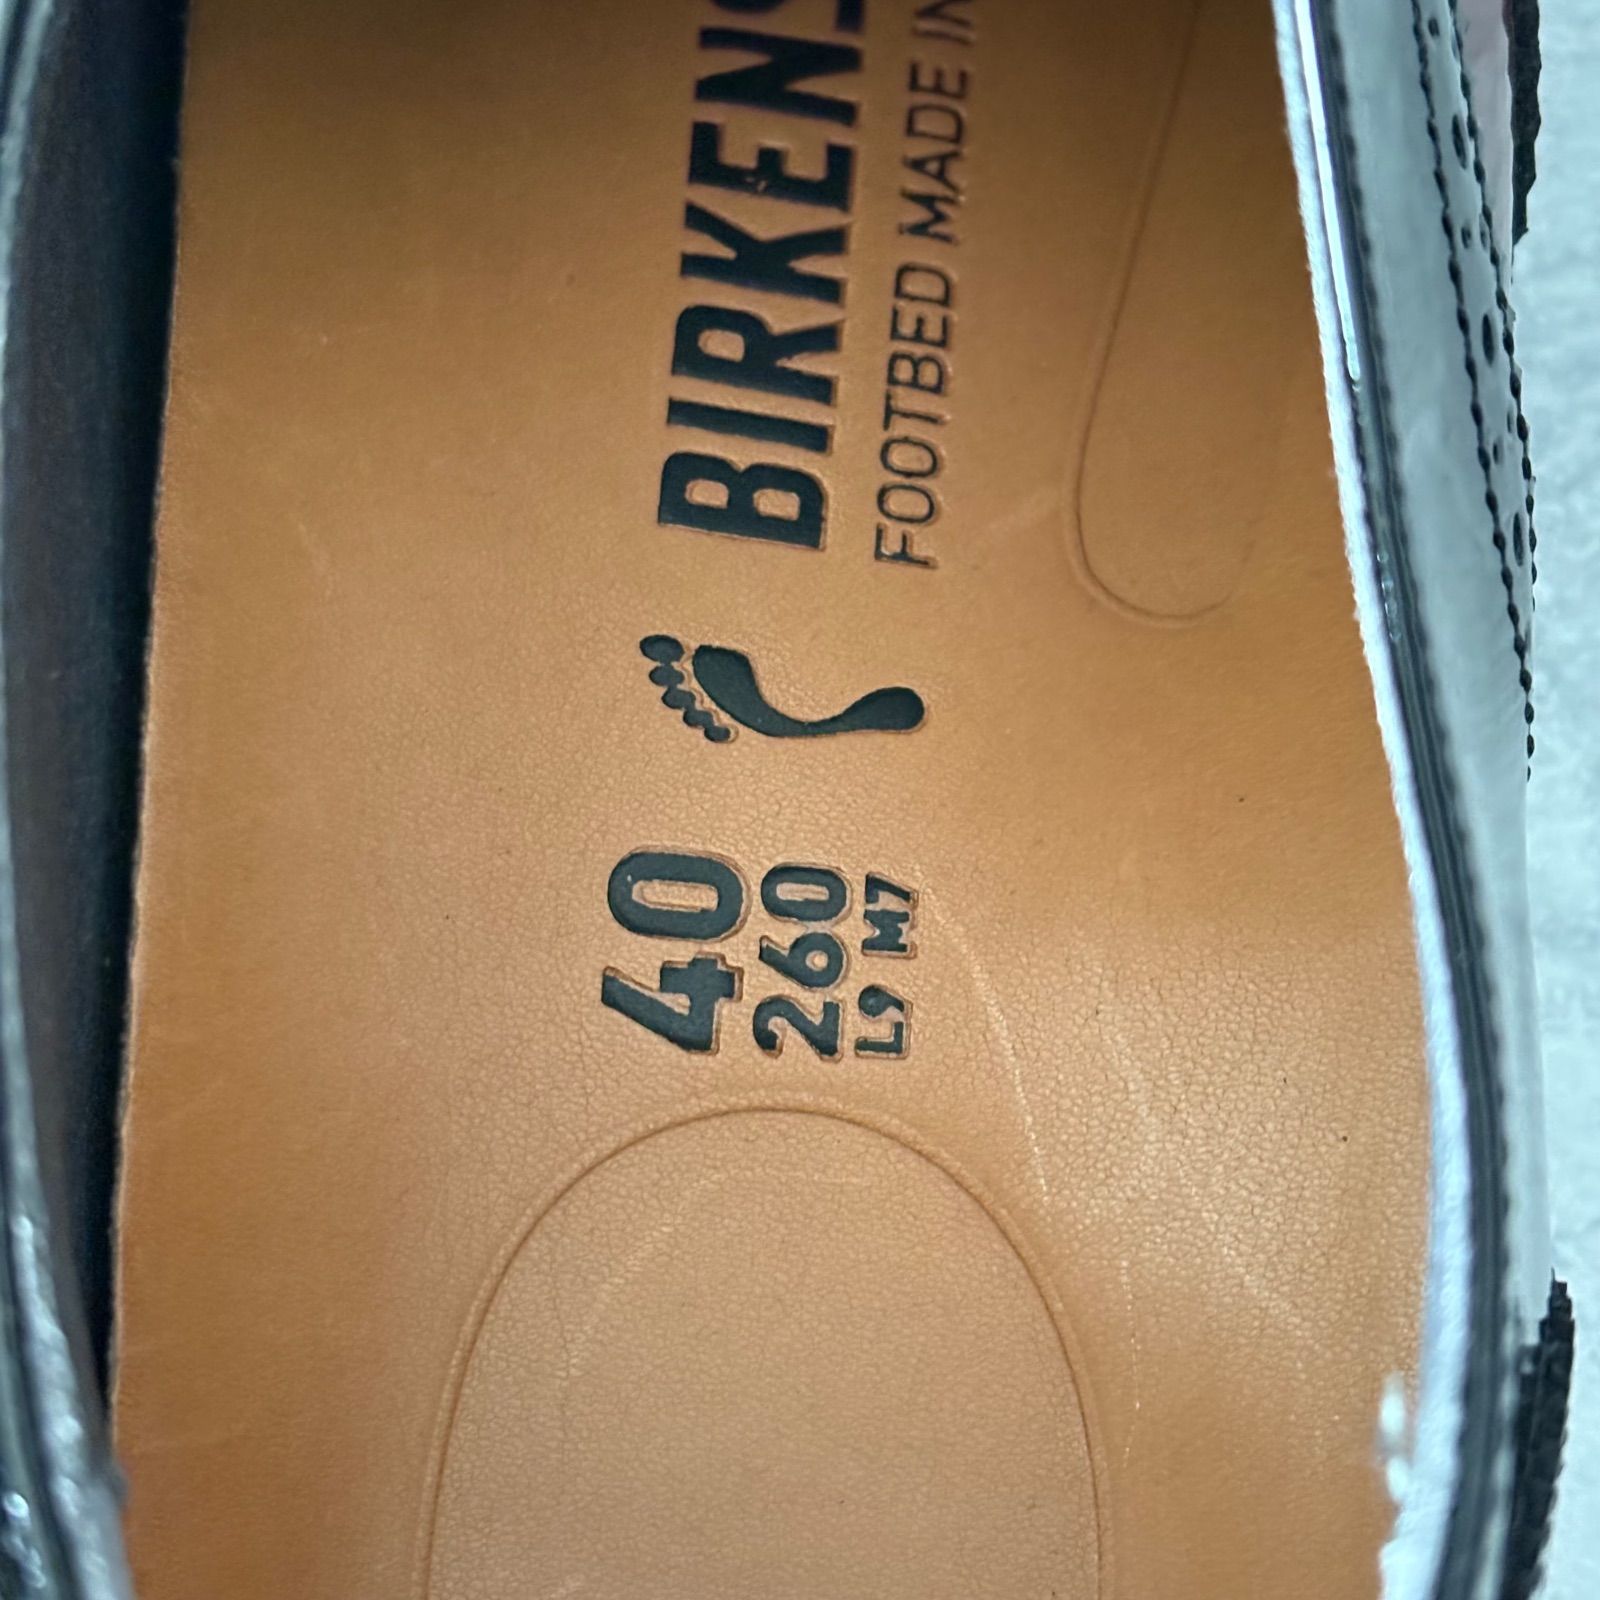 BIRKENS
FOOTBED MADE IN
40
260
L9 M7